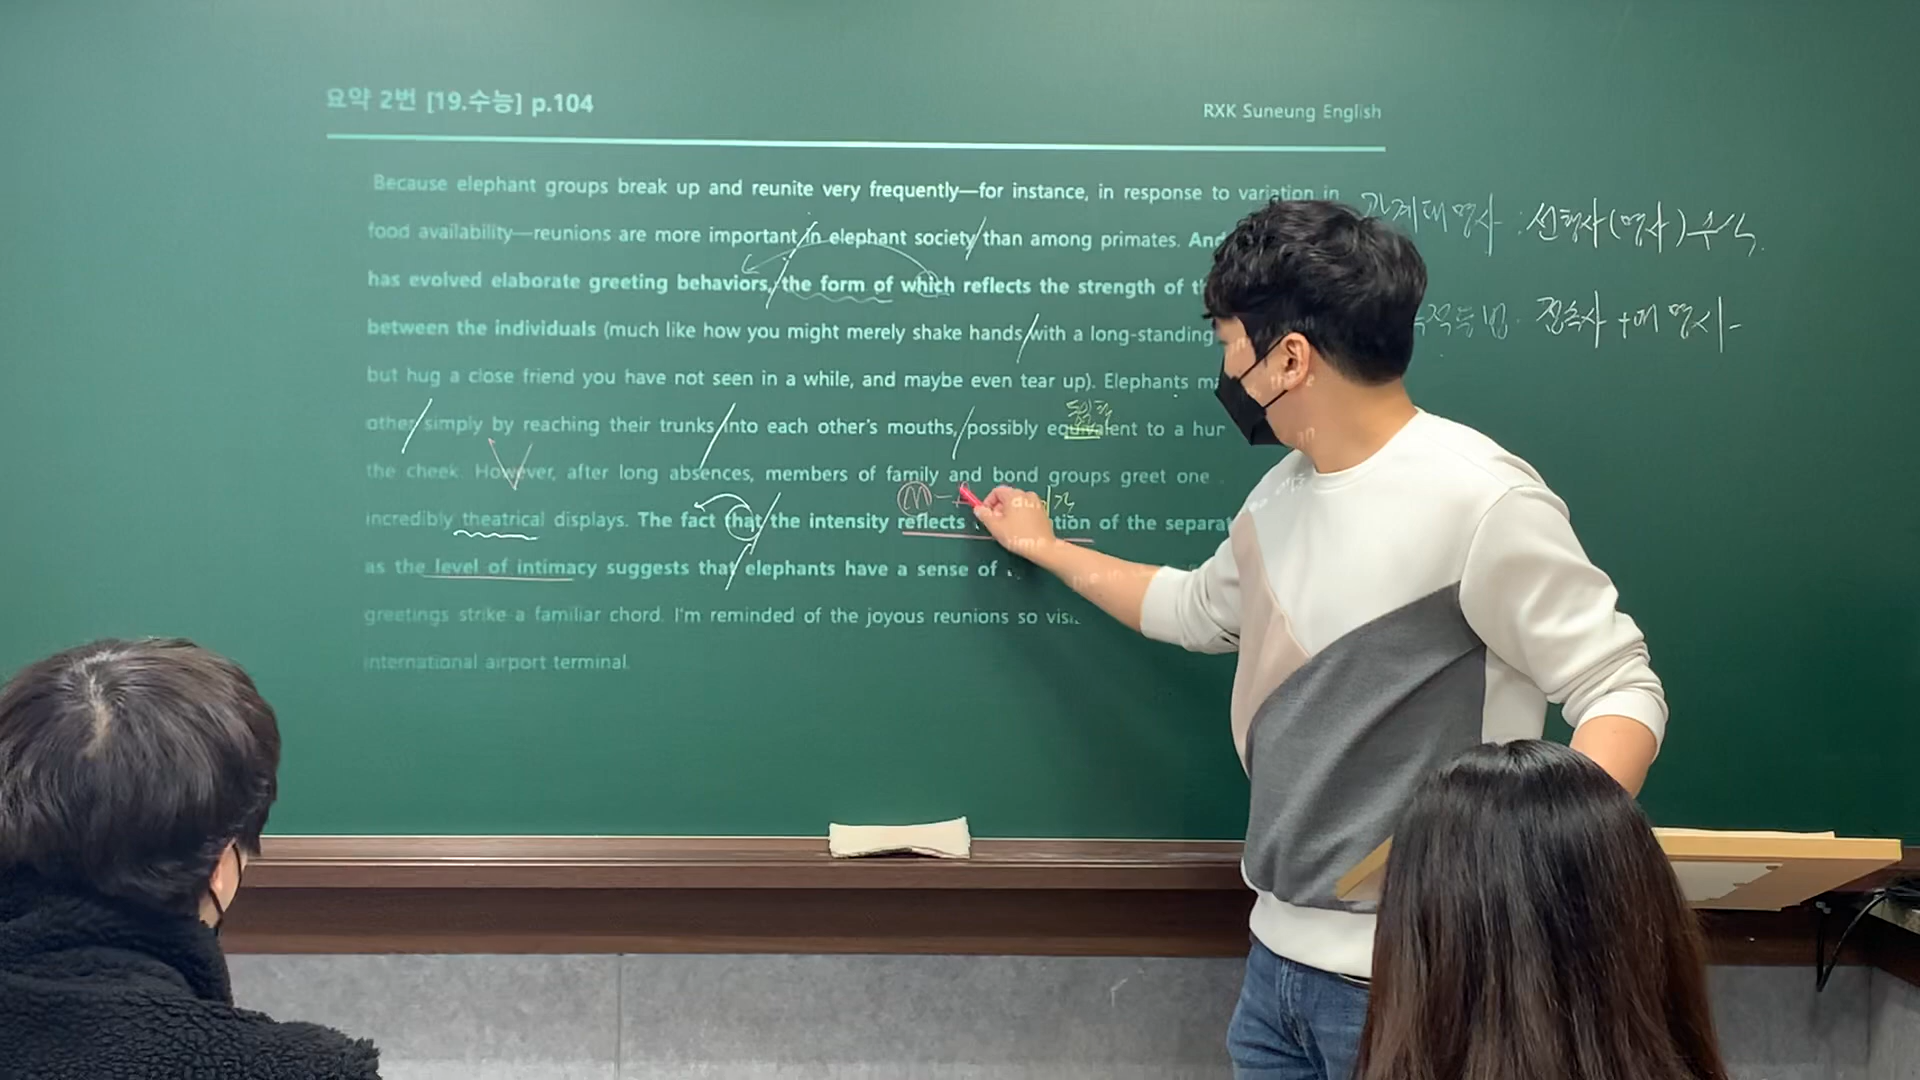 요약 2번 [19.수능] p.104
RXK Suneung English
Because elephant groups break up and reunite very frequently—for instance, in response to variation in
food availability—reunions are more important in elephant society than among primates. And
has evolved elaborate greeting behaviors, the form of which reflects the strength of
between the individuals (much like how you might merely shake hands with a long-standing
but hug a close friend you have not seen in a while, and maybe even tear up). Elephants
other simply by reaching their trunks into each other's mouths, possibly equivalent to a
the cheek. However, after long absences, members of family and bond groups greet one
incredibly theatrical displays. The fact that the intensity reflects of the
as the level of intimacy suggests that elephants have a sense of
greetings strike a familiar chord. I'm reminded of the joyous reunions so
international airport terminal.
관계대명사 : 선행사(명사) 수식.
접속사 + 대명사
M